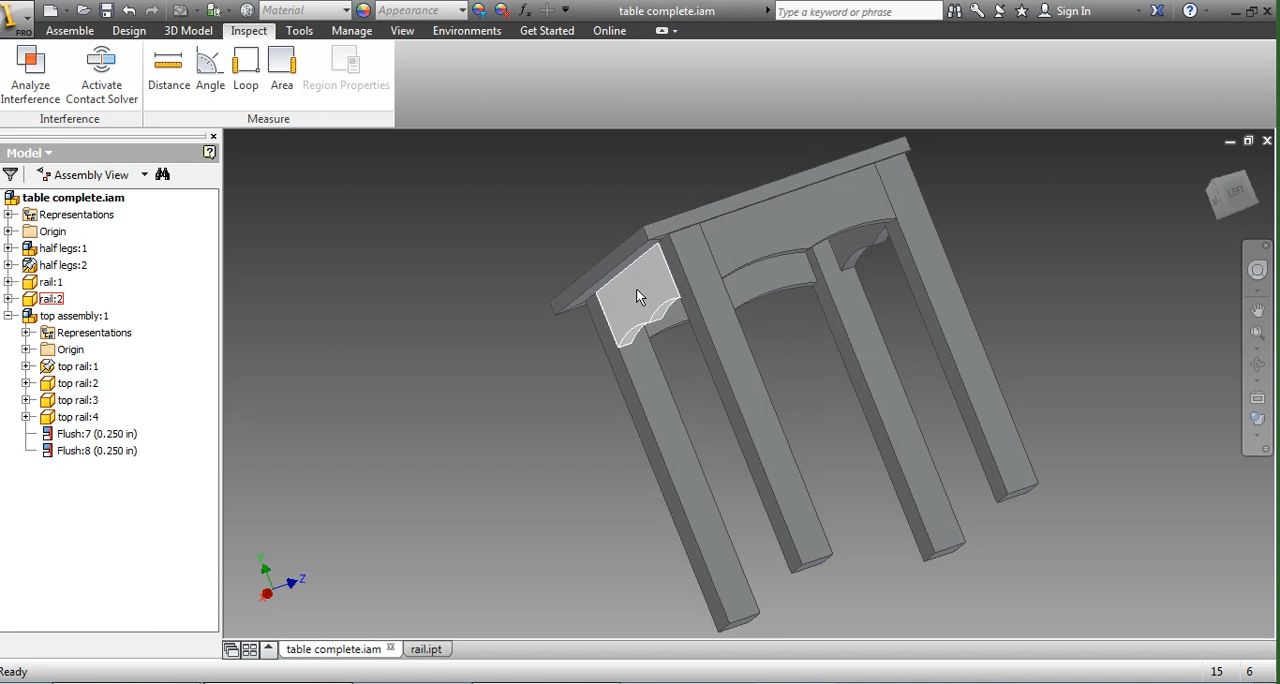 Material
Appearance
table complete.iam
Type a keyword or phrase
Sign In
PRO
Assemble Design 3D Model Inspect Tools Manage View Environments Get Started Online
Analyze Interference
Activate Contact Solver
Distance
Angle
Loop
Area
Region Properties
Interference
Measure
Model
Assembly View
table complete.iam
Representations
Origin
half legs:1
half legs:2
rail:1
rail:2
top assembly:1
Representations
Origin
top rail:1
top rail:2
top rail:3
top rail:4
Flush:7 (0.250 in)
Flush:8 (0.250 in)
LEFT
Y
Z
X
table complete.iam
rail.ipt
Ready
15 6